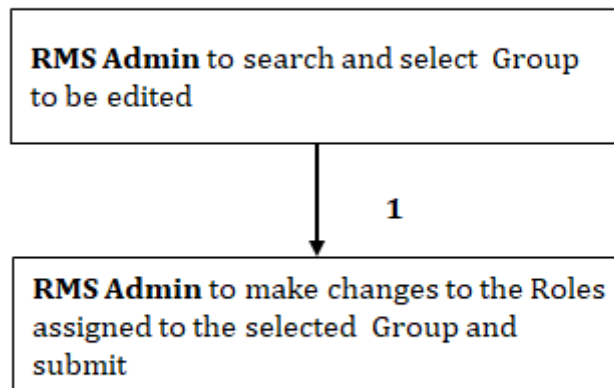 RMS Admin to search and select Group
to be edited
1
RMS Admin to make changes to the Roles
assigned to the selected Group and
submit